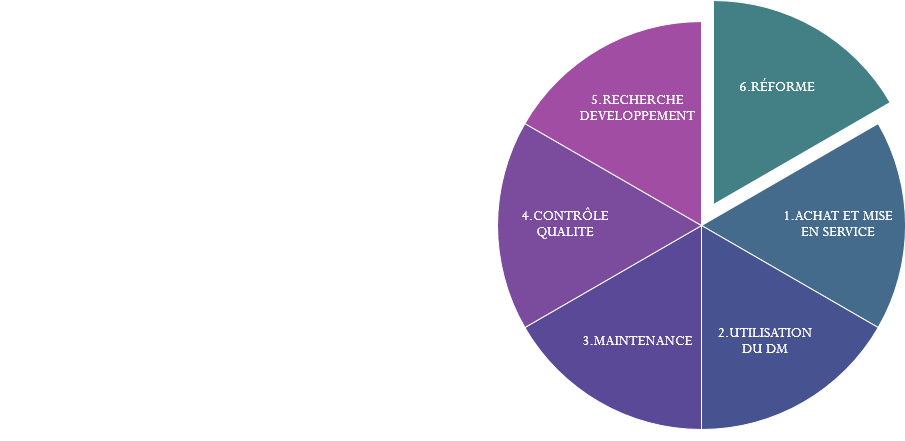 6.RÉFORME
1.ACHAT ET MISE
EN SERVICE
2.UTILISATION
DU DM
3.MAINTENANCE
4.CONTRÔLE
QUALITE
5.RECHERCHE
DEVELOPPEMENT